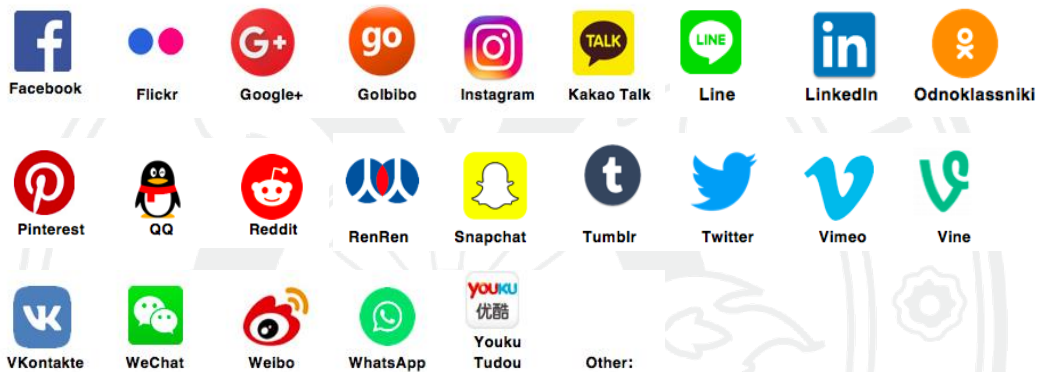 f G+ go TALK LINE in
Facebook Flickr Google+ GoIbibo Instagram Kakao Talk Line LinkedIn Odnoklassniki
t
Pinterest QQ Reddit RenRen Snapchat Tumblr Twitter Vimeo Vine
YOUKU
优酷
VKontakte WeChat Weibo WhatsApp Youku
Tudou Other: